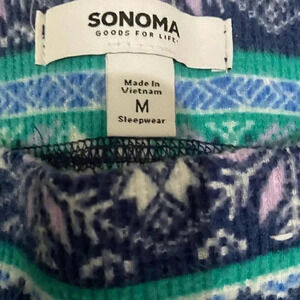 SONOMA
GOODS FOR LIFE
Made In
Vietnam
M
Sleepwear